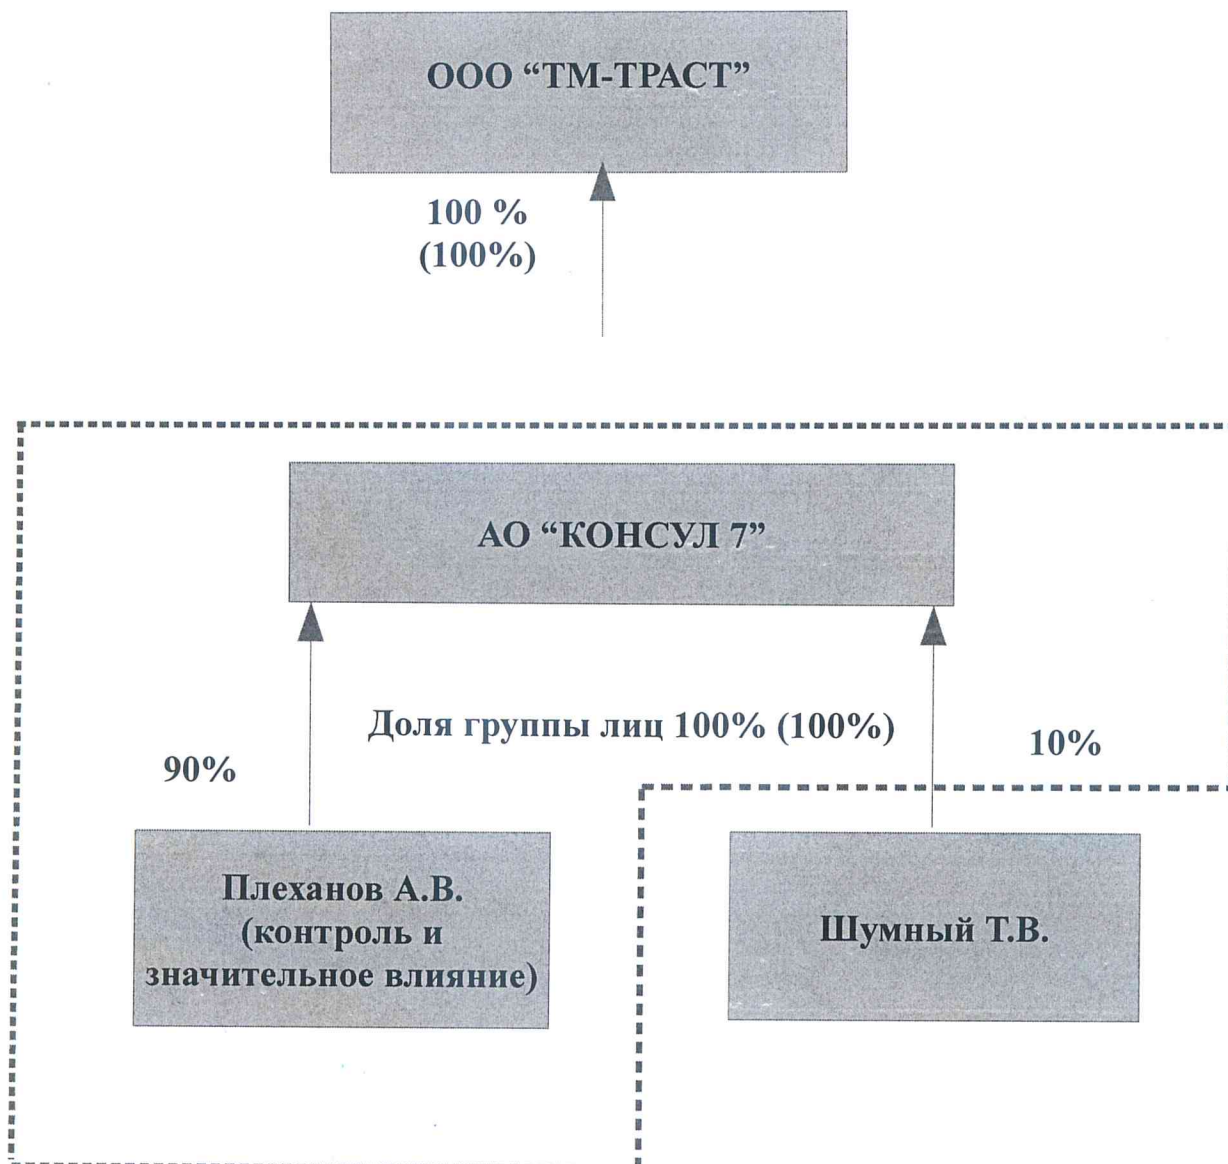 ООО “ТМ-ТРАСТ”
100 %
(100%)
АО “КОНСУЛ 7”
Доля группы лиц 100% (100%)
10%
90%
Плеханов А.В.
(контроль и
значительное влияние)
Шумный Т.В.